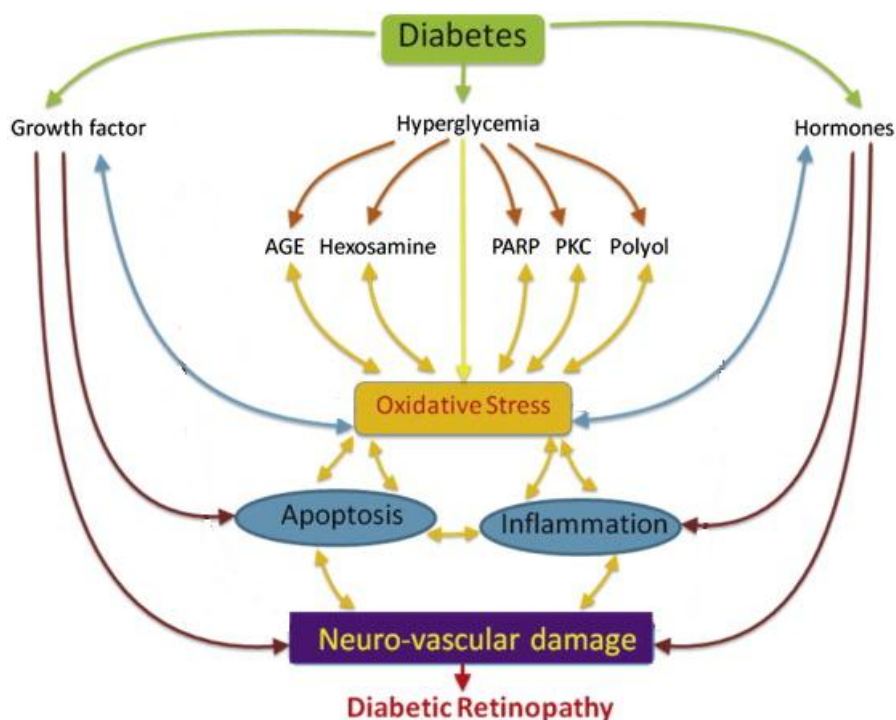 Diabetes
Growth factor
Hyperglycemia
Hormones
AGE
Hexosamine
PARP
PKC
Polyol
Oxidative Stress
Apoptosis
Inflammation
Neuro-vascular damage
Diabetic Retinopathy